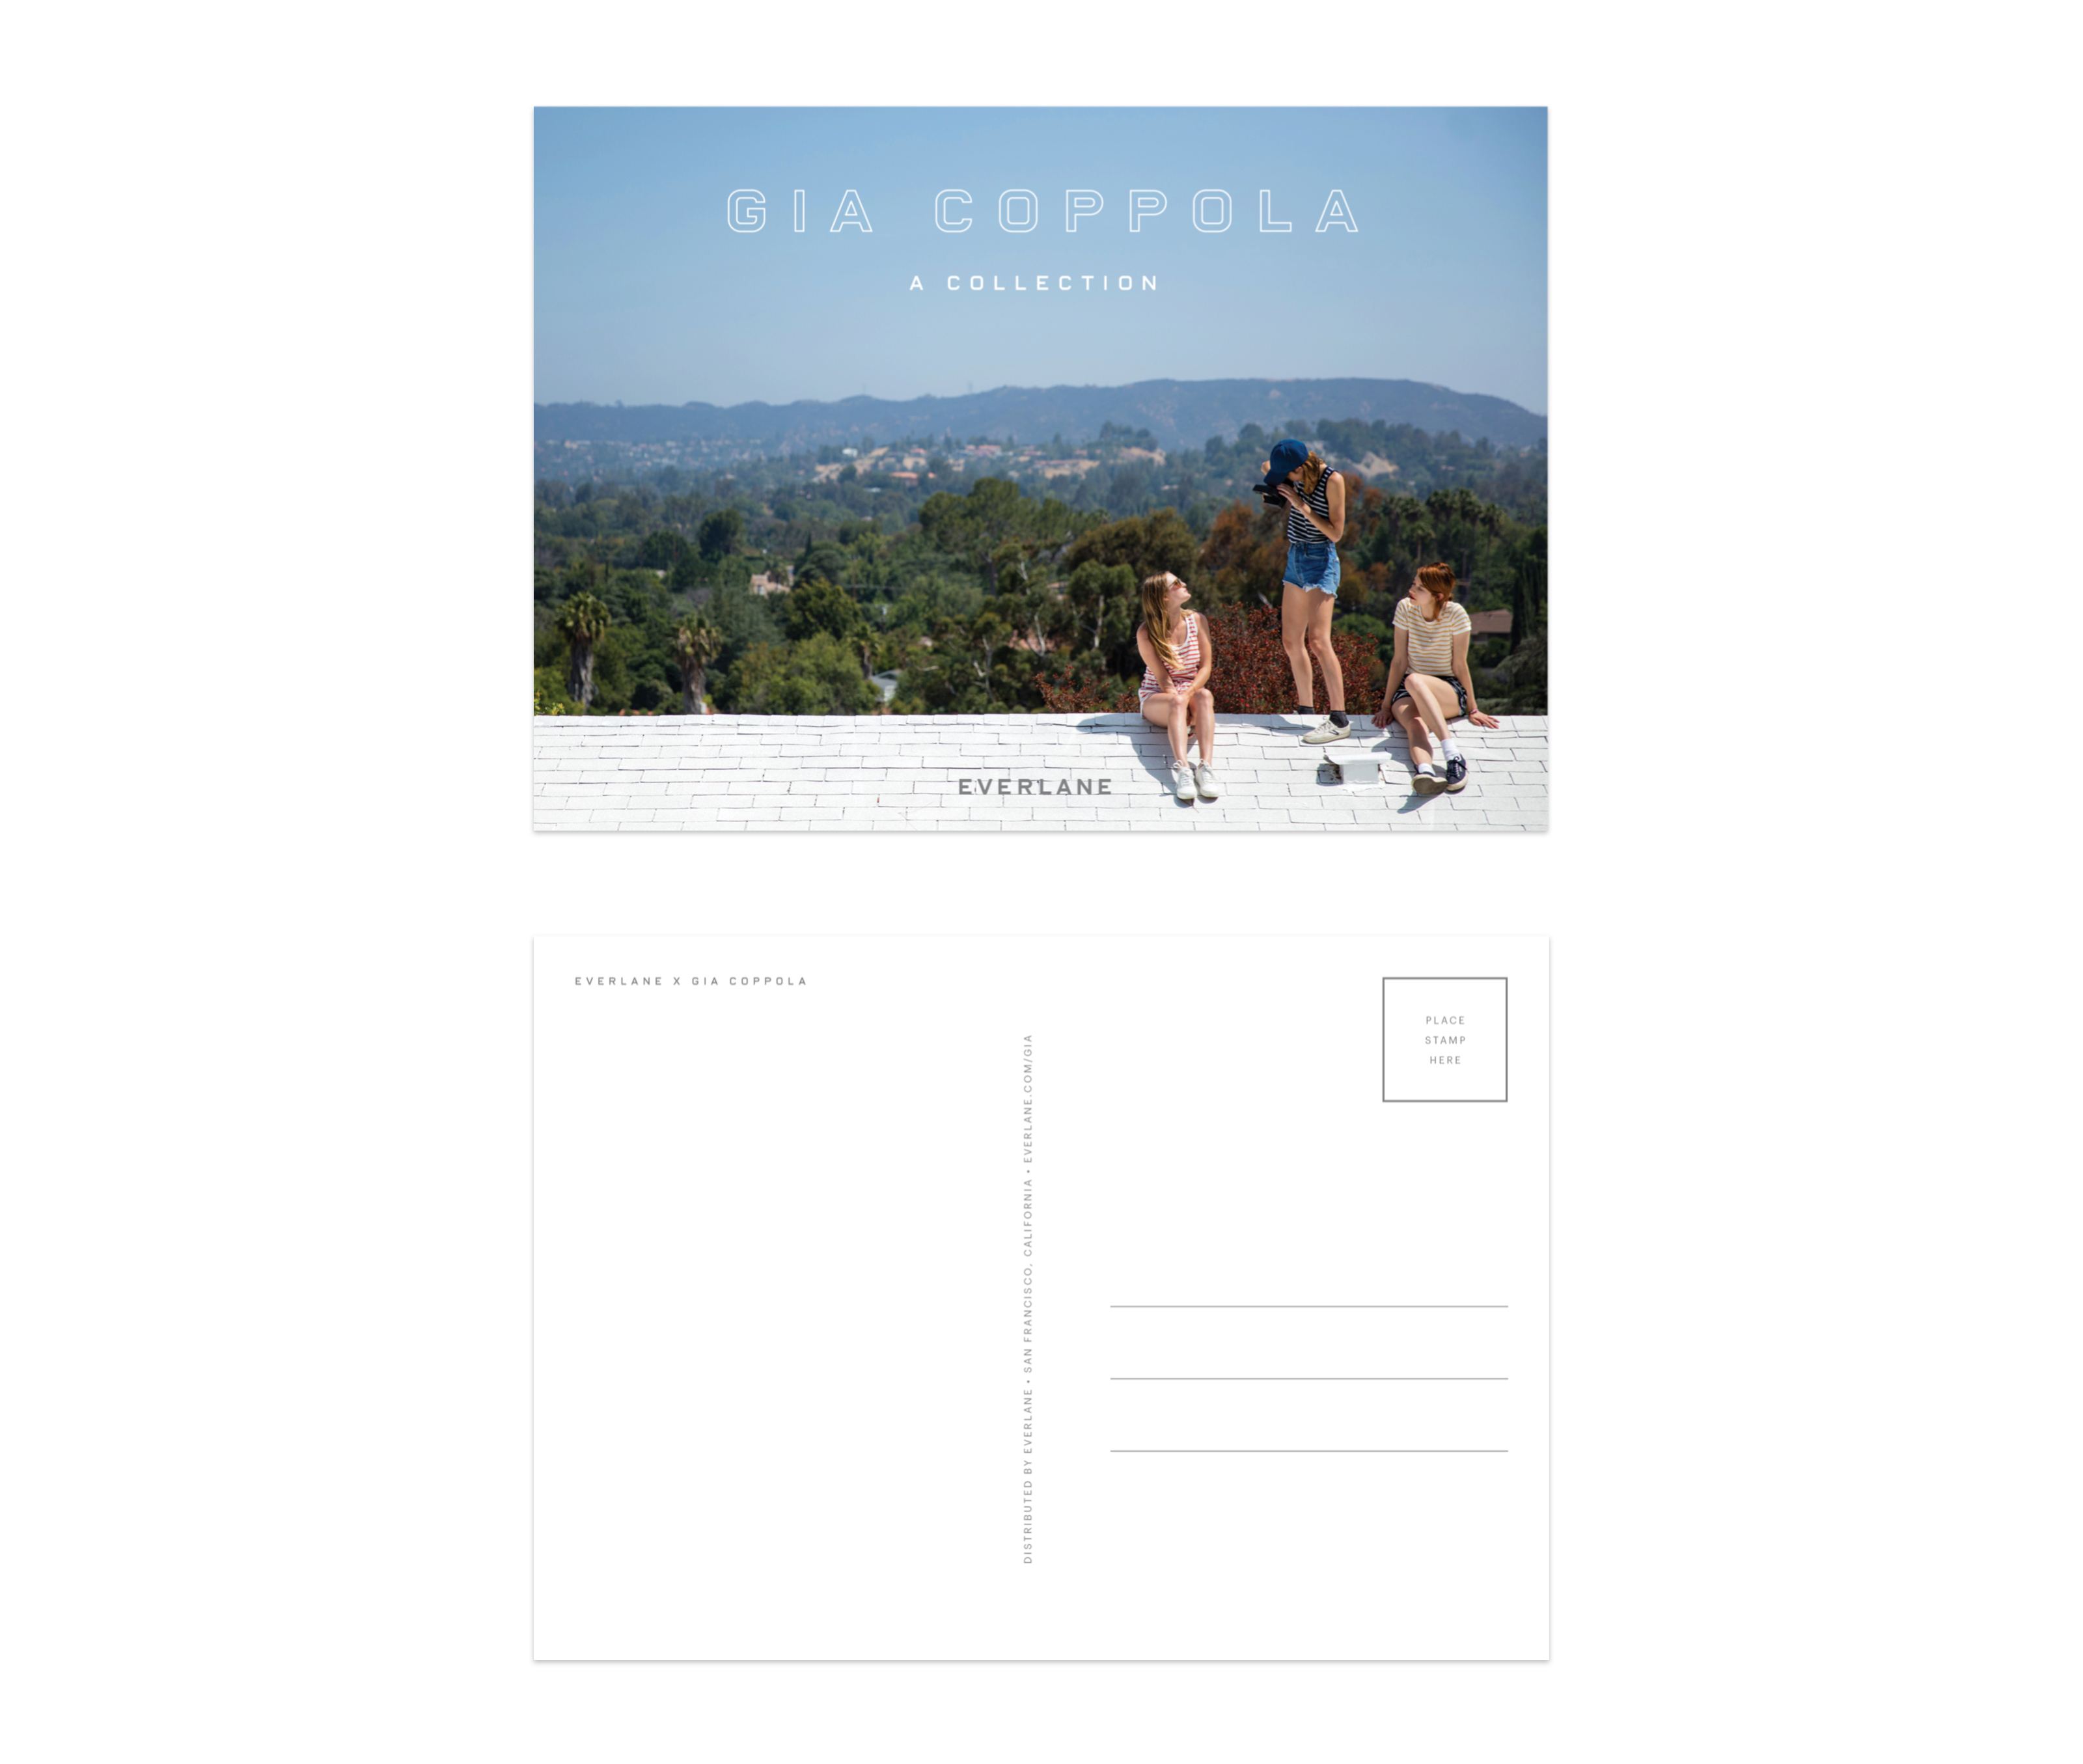 GIA COPPOLA
A COLLECTION
EVERLANE
EVERLANE X GIA COPPOLA
PLACE
STAMP
HERE
DISTRIBUTED BY EVERLANE • SAN FRANCISCO, CALIFORNIA • EVERLANE.COM/GIA